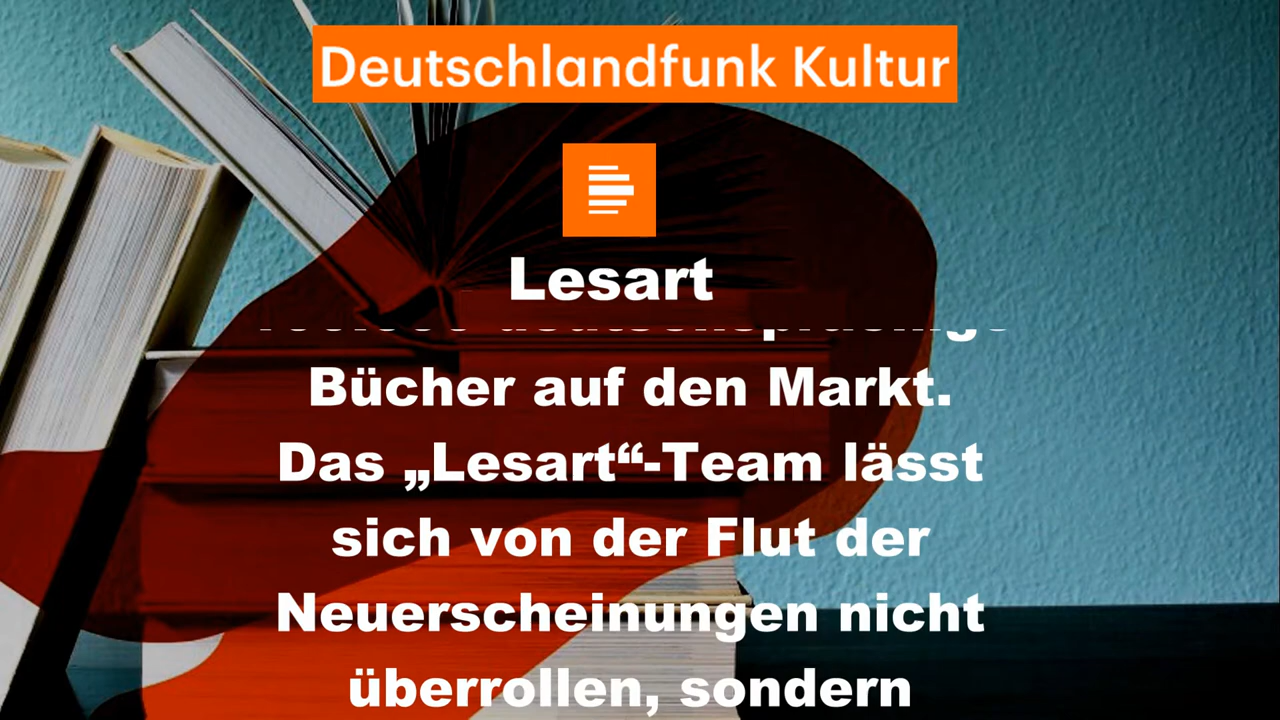 Deutschlandfunk Kultur
Lesart
deutschsprachige
Bücher auf den Markt.
Das „Lesart“-Team lässt
sich von der Flut der
Neuerscheinungen nicht
überrollen, sondern